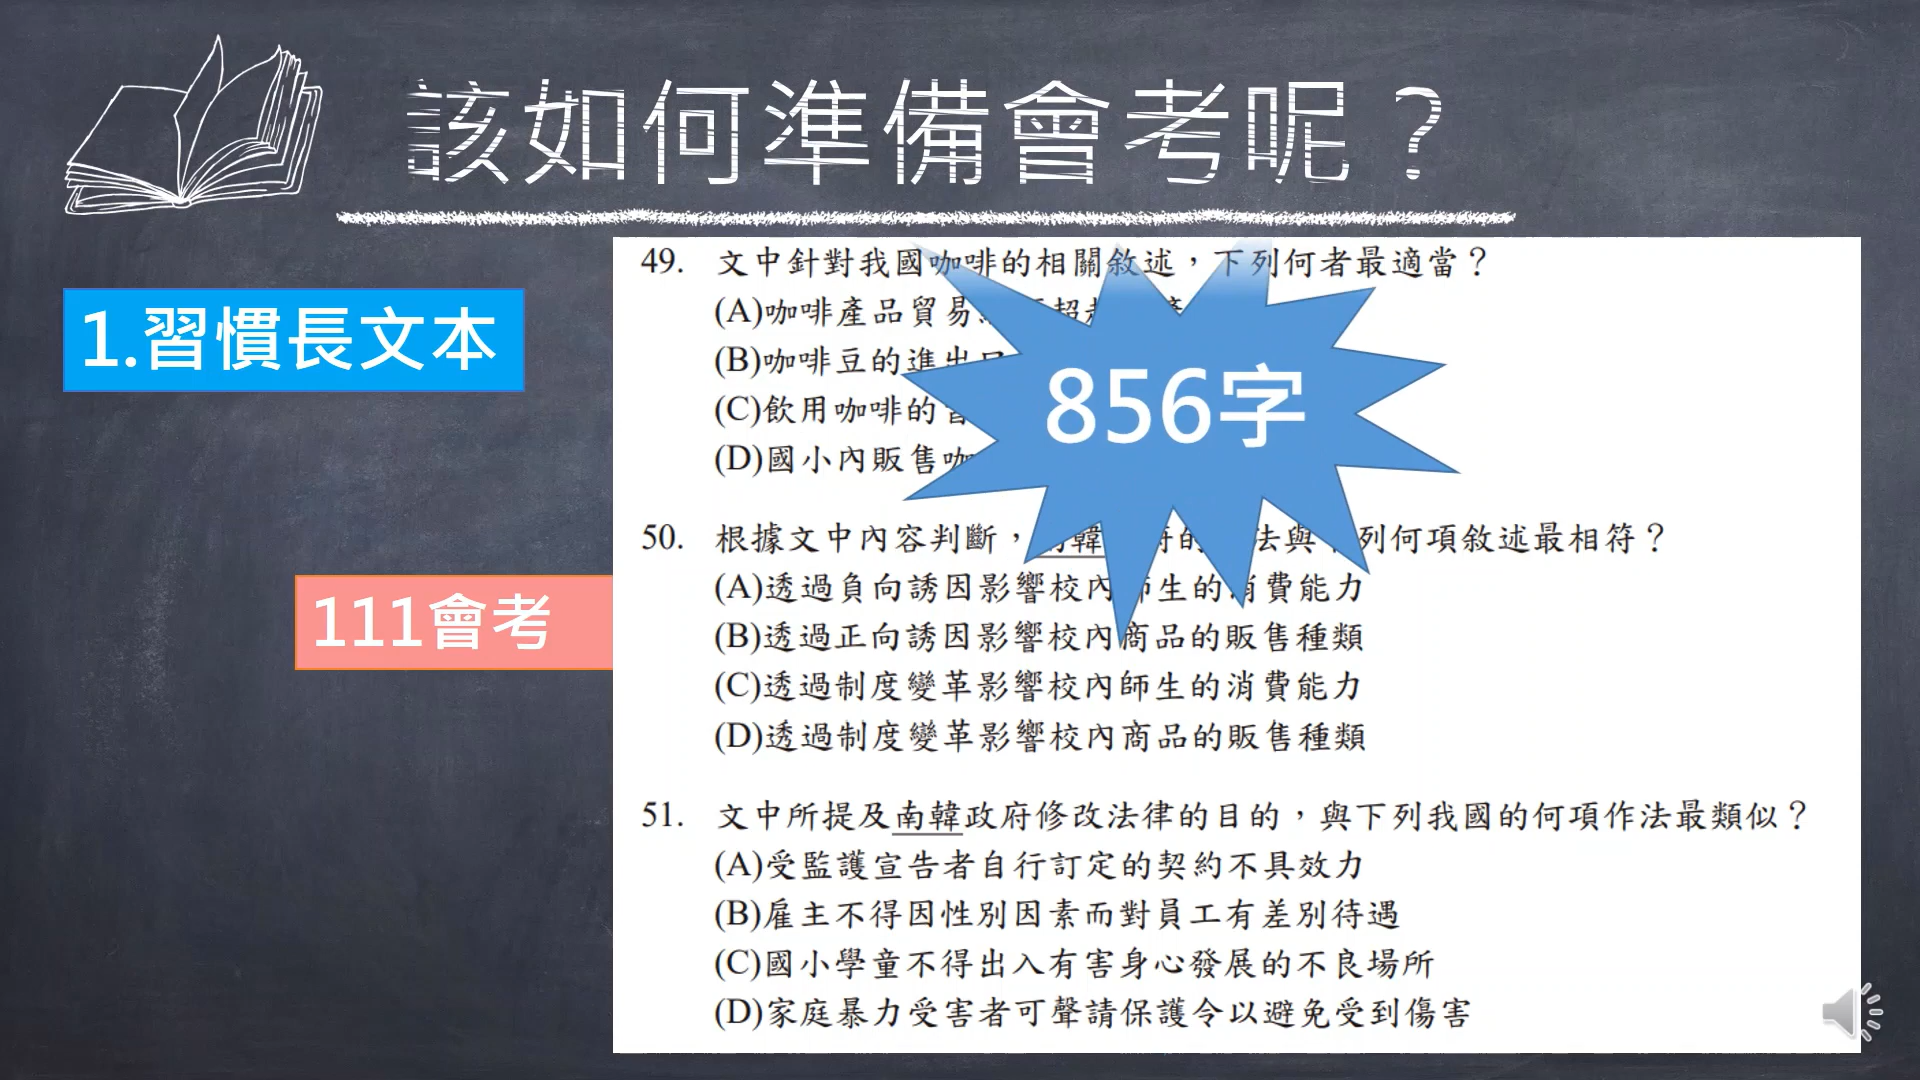 該如何準備會考呢？
1.習慣長文本
111會考
856字
49. 文中針對我國咖啡的相關敘述，下列何者最適當？
(A)咖啡產品貿易
(B)咖啡豆的進出口
(C)飲用咖啡的習
(D)國小內販售咖
50. 根據文中內容判斷，南韓 的 法與 列何項敘述最相符？
(A)透過負向誘因影響校內師生的消費能力
(B)透過正向誘因影響校內商品的販售種類
(C)透過制度變革影響校內師生的消費能力
(D)透過制度變革影響校內商品的販售種類
51. 文中所提及南韓政府修改法律的目的，與下列我國的何項作法最類似？
(A)受監護宣告者自行訂定的契約不具效力
(B)雇主不得因性別因素而對員工有差別待遇
(C)國小學童不得出入有害身心發展的不良場所
(D)家庭暴力受害者可聲請保護令以避免受到傷害